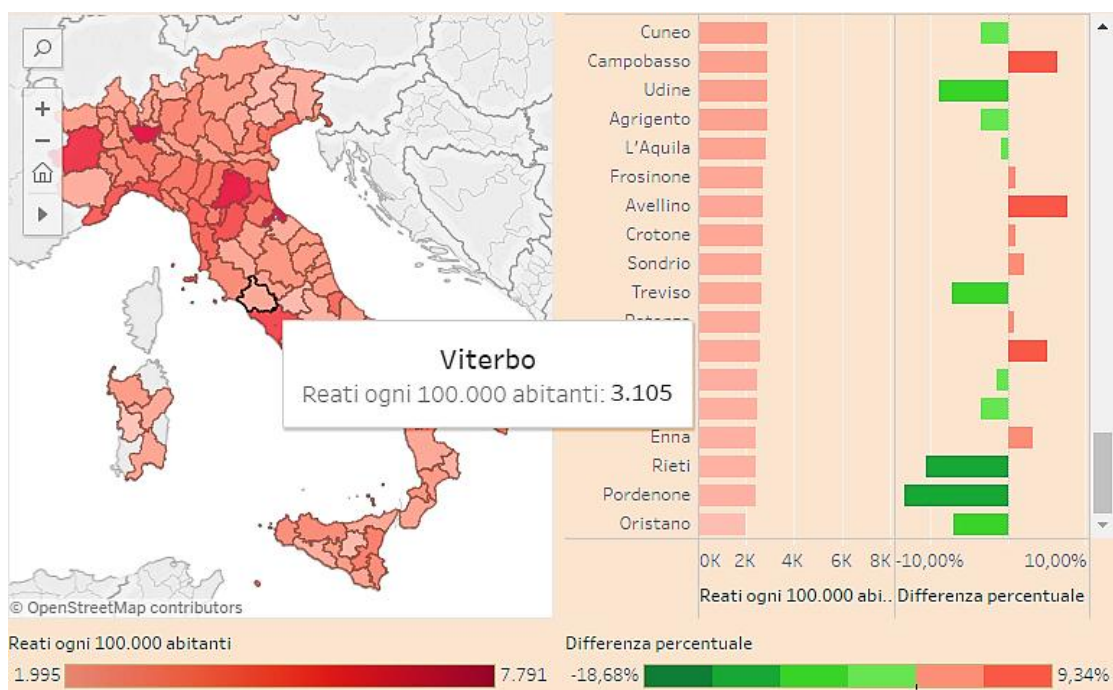 Cuneo
Campobasso
Udine
Agrigento
L'Aquila
Frosinone
Avellino
Crotone
Sondrio
Treviso
Viterbo
Reati ogni 100.000 abitanti: 3.105
Enna
Rieti
Pordenone
Oristano
0K 2K 4K 6K 8K -10,00% 10,00%
Reati ogni 100.000 abi.. Differenza percentuale
© OpenStreetMap contributors
Reati ogni 100.000 abitanti
1.995 7.791
Differenza percentuale
-18,68% 9,34%